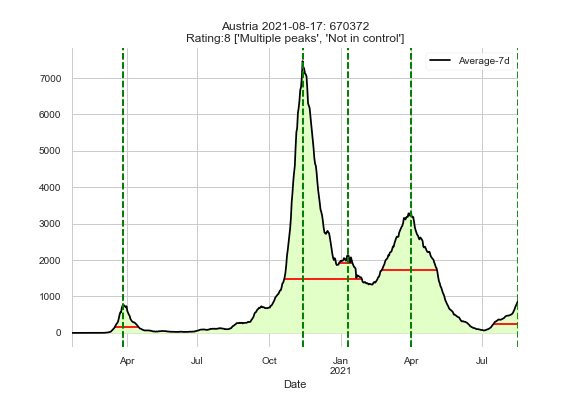 Austria 2021-08-17: 670372
Rating:8 ['Multiple peaks', 'Not in control']
Average-7d
7000
6000
5000
4000
3000
2000
1000
0
Apr Jul Oct Jan Apr Jul
2021
Date